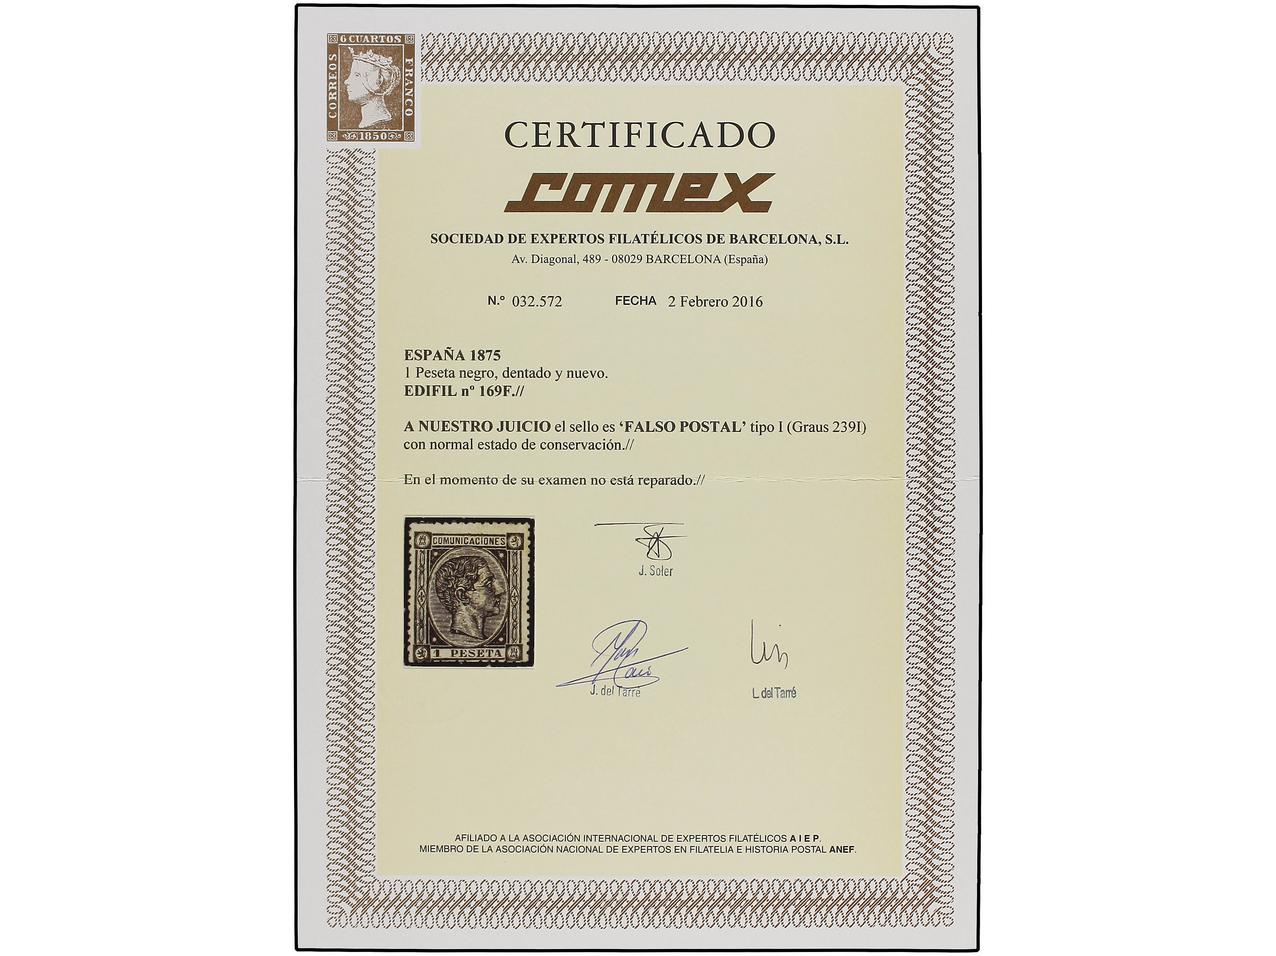 6 CUARTOS
CORREOS
FRANCO
1850
CERTIFICADO
comex
SOCIEDAD DE EXPERTOS FILATÉLICOS DE BARCELONA, S.L.
Av. Diagonal, 489 - 08029 BARCELONA (España)
N.º 032.572 FECHA 2 Febrero 2016
ESPAÑA 1875
1 Peseta negro, dentado y nuevo.
EDIFIL nº 169F.//
A NUESTRO JUICIO el sello es ‘FALSO POSTAL’ tipo I (Graus 239I)
con normal estado de conservación.//
En el momento de su examen no está reparado.//
COMUNICACIONES
1 PESETA
J. Soler
J. del Tarré
L. del Tarré
AFILIADO A LA ASOCIACIÓN INTERNACIONAL DE EXPERTOS FILATÉLICOS A I E P.
MIEMBRO DE LA ASOCIACIÓN NACIONAL DE EXPERTOS EN FILATELIA E HISTORIA POSTAL ANEF.